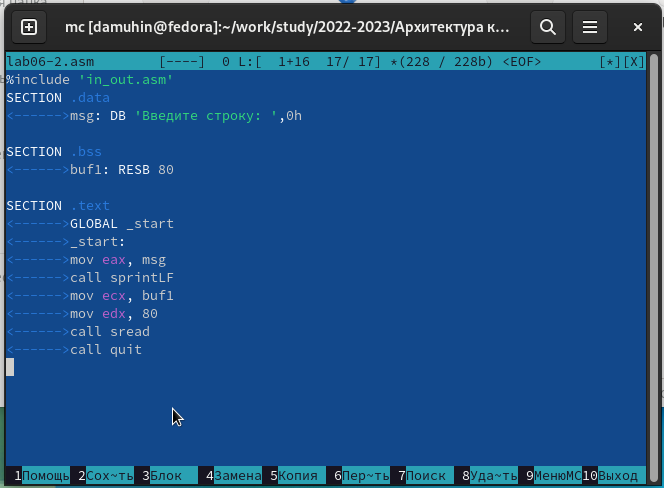 mc [damuhin@fedora]:~/work/study/2022-2023/Архитектура к...
lab06-2.asm [----] 0 L:[ 1+16 17/ 17] *(228 / 228b) <EOF> [*][X]
%include 'in_out.asm'
SECTION .data
<------>msg: DB 'Введите строку: ',0h
SECTION .bss
<------>buf1: RESB 80
SECTION .text
<------>GLOBAL _start
<------>_start:
<------>mov eax, msg
<------>call sprintLF
<------>mov ecx, buf1
<------>mov edx, 80
<------>call sread
<------>call quit
1Помощь 2Сох~ть 3Блок 4Замена 5Копия 6Пер~ть 7Поиск 8Уда~ть 9МенюMC 10Выход